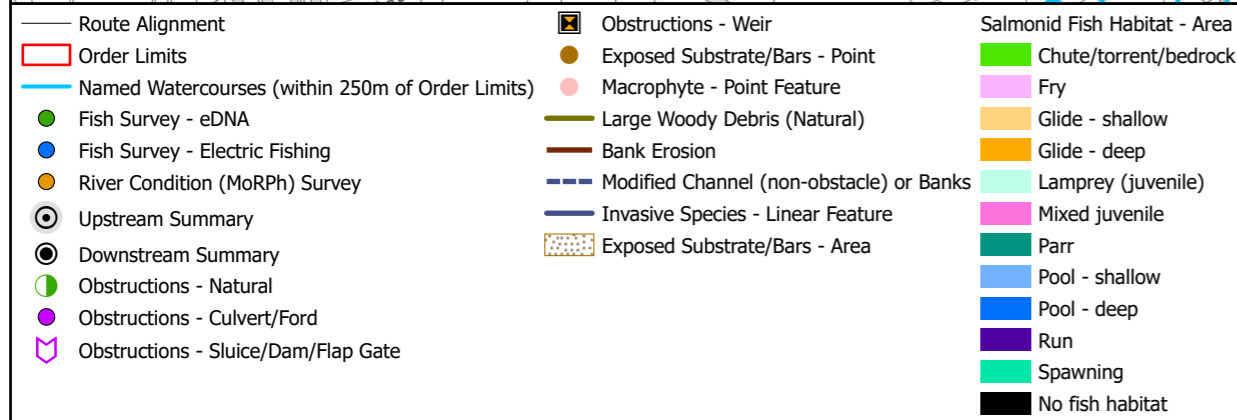 Route Alignment
Order Limits
Named Watercourses (within 250m of Order Limits)
Fish Survey - eDNA
Fish Survey - Electric Fishing
River Condition (MoRPh) Survey
Upstream Summary
Downstream Summary
Obstructions - Natural
Obstructions - Culvert/Ford
Obstructions - Sluice/Dam/Flap Gate
Obstructions - Weir
Exposed Substrate/Bars - Point
Macrophyte - Point Feature
Large Woody Debris (Natural)
Bank Erosion
Modified Channel (non-obstacle) or Banks
Invasive Species - Linear Feature
Exposed Substrate/Bars - Area
Salmonid Fish Habitat - Area
Chute/torrent/bedrock
Fry
Glide - shallow
Glide - deep
Lamprey (juvenile)
Mixed juvenile
Parr
Pool - shallow
Pool - deep
Run
Spawning
No fish habitat